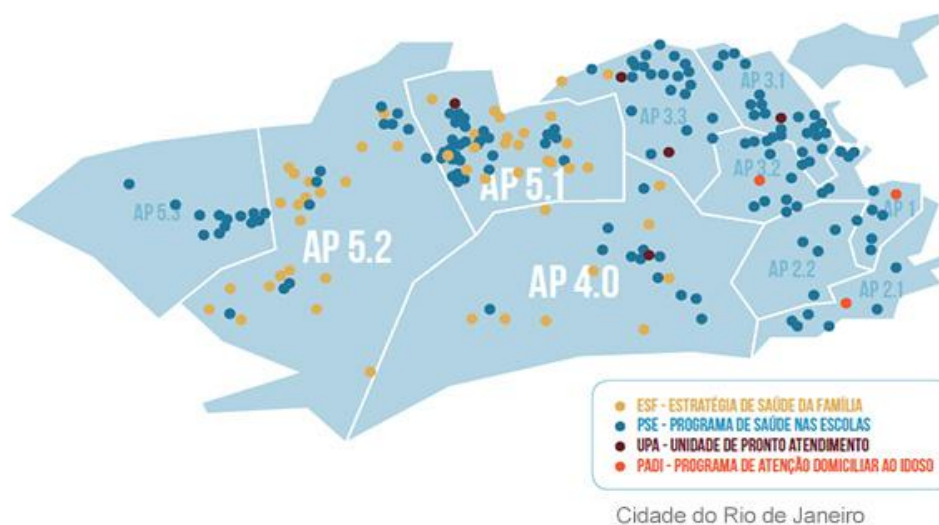 AP 3.1
AP 3.3
AP 3.2
AP 5.1
AP 5.3
AP 1
AP 5.2
AP 2.2
AP 4.0
AP 2.1
ESF - ESTRATÉGIA DE SAÚDE DA FAMÍLIA
PSE - PROGRAMA DE SAÚDE NAS ESCOLAS
UPA - UNIDADE DE PRONTO ATENDIMENTO
PADI - PROGRAMA DE ATENÇÃO DOMICILIAR AO IDOSO
Cidade do Rio de Janeiro